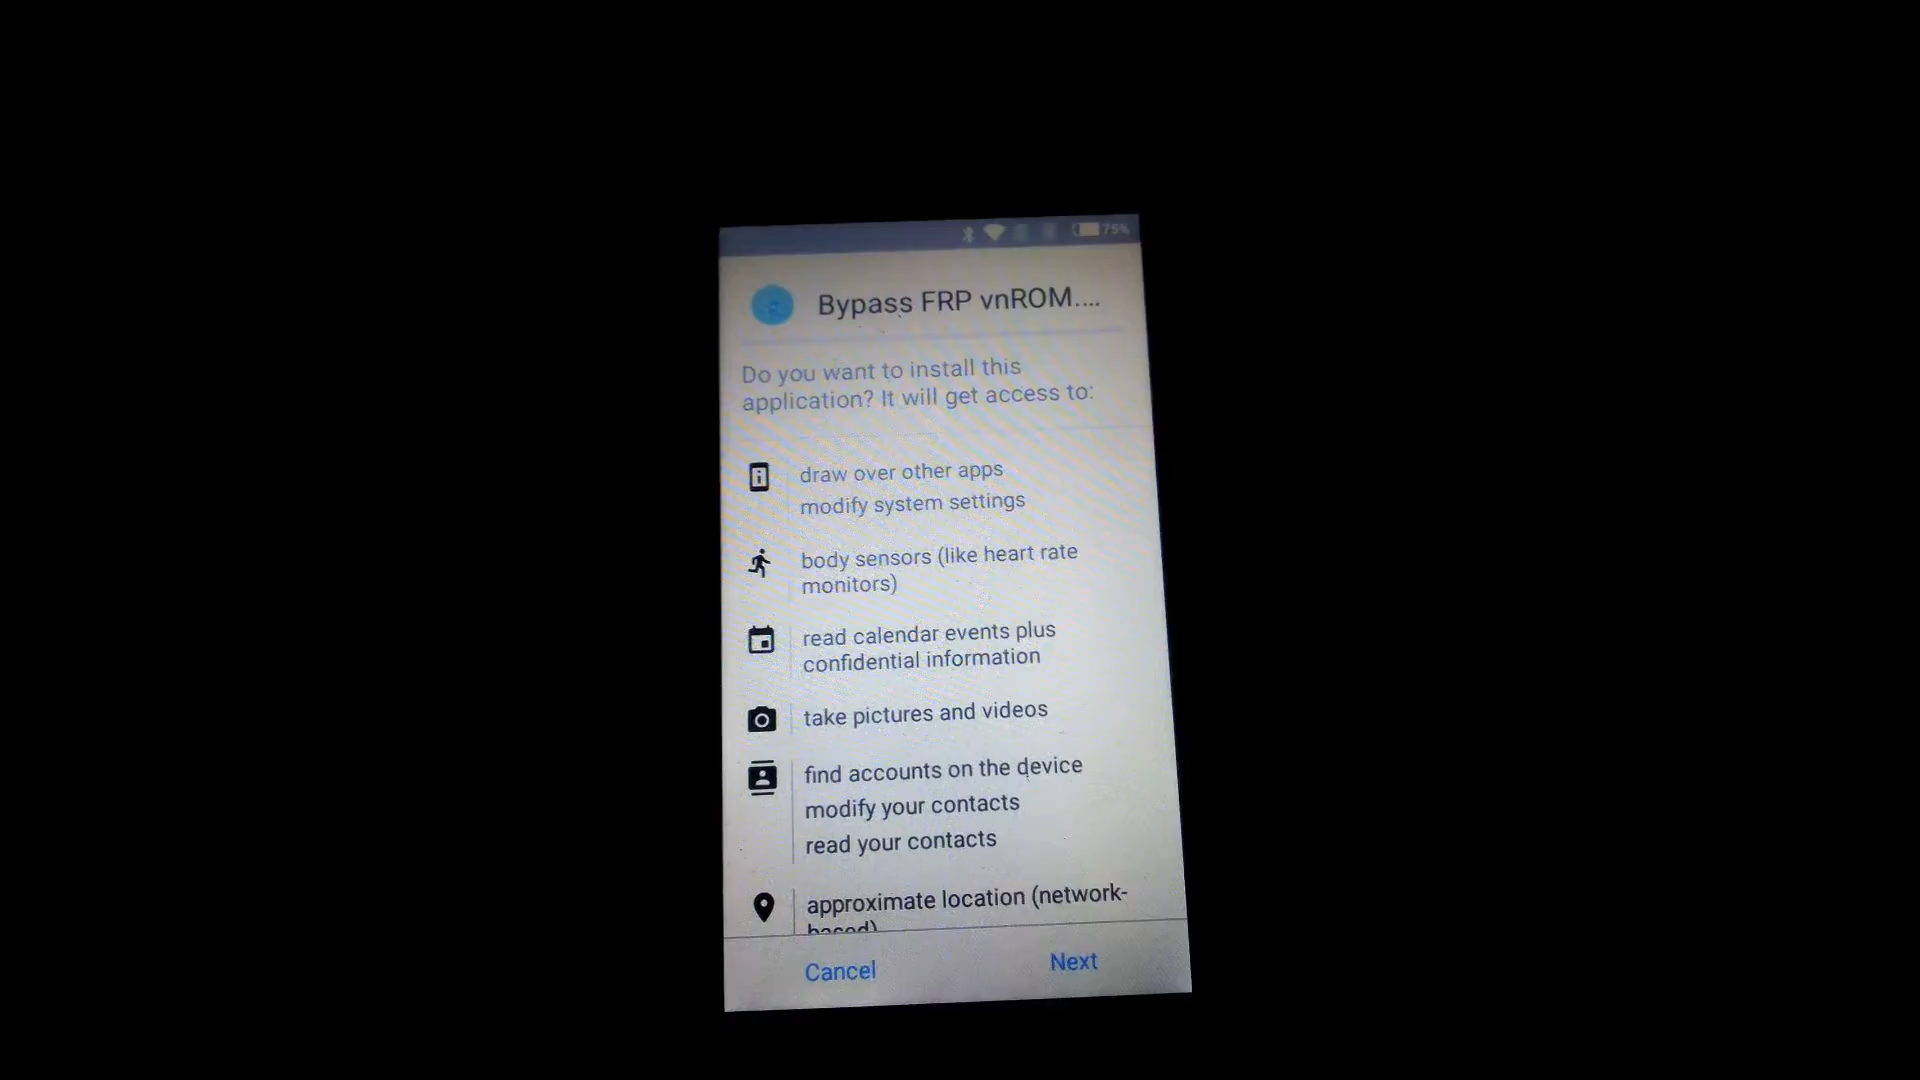 75%
Bypass FRP vnROM....
Do you want to install this
application? It will get access to:
draw over other apps
modify system settings
body sensors (like heart rate
monitors)
read calendar events plus
confidential information
take pictures and videos
find accounts on the device
modify your contacts
read your contacts
approximate location (network-
based)
Cancel
Next